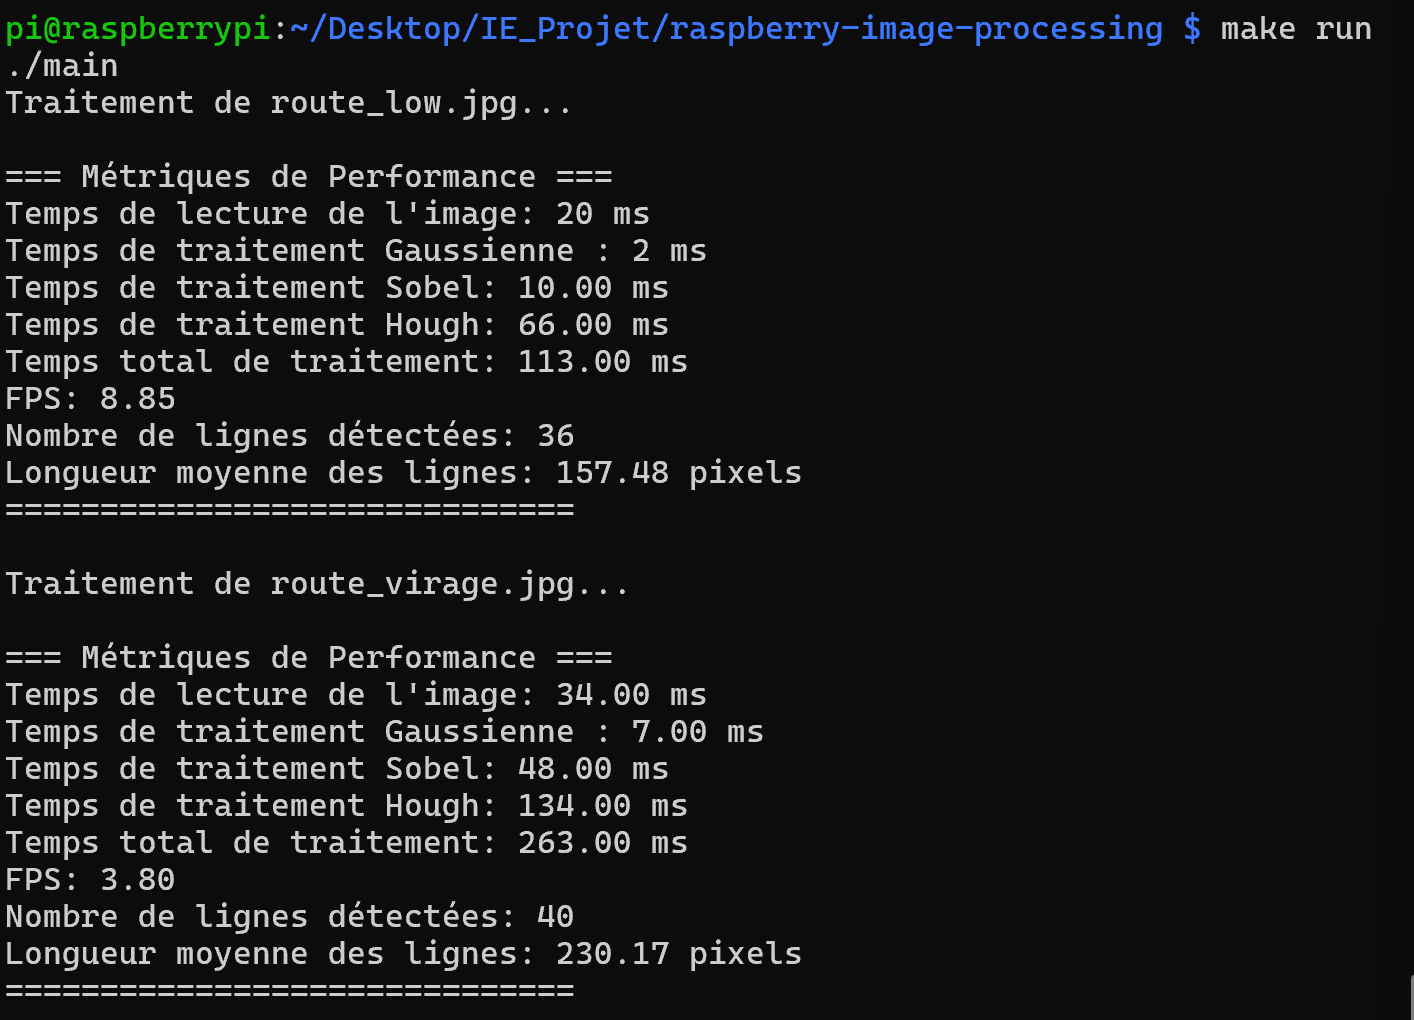 pi@raspberrypi:~/Desktop/IE_Projet/raspberry-image-processing $ make run
./main
Traitement de route_low.jpg...
=== Métriques de Performance ===
Temps de lecture de l'image: 20 ms
Temps de traitement Gaussienne : 2 ms
Temps de traitement Sobel: 10.00 ms
Temps de traitement Hough: 66.00 ms
Temps total de traitement: 113.00 ms
FPS: 8.85
Nombre de lignes détectées: 36
Longueur moyenne des lignes: 157.48 pixels
==============================
Traitement de route_virage.jpg...
=== Métriques de Performance ===
Temps de lecture de l'image: 34.00 ms
Temps de traitement Gaussienne : 7.00 ms
Temps de traitement Sobel: 48.00 ms
Temps de traitement Hough: 134.00 ms
Temps total de traitement: 263.00 ms
FPS: 3.80
Nombre de lignes détectées: 40
Longueur moyenne des lignes: 230.17 pixels
==============================